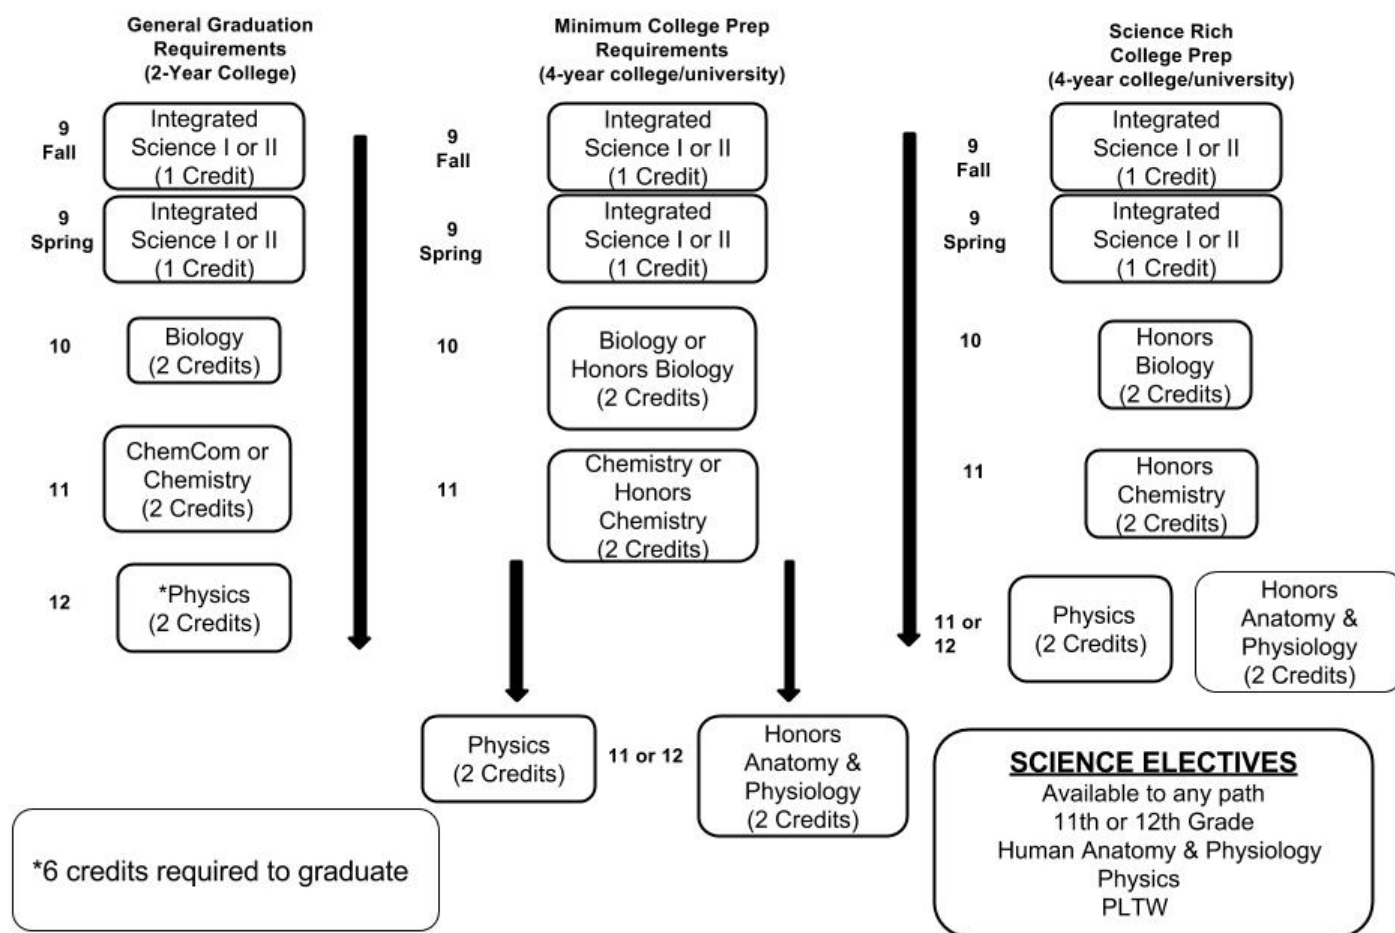 General Graduation
Requirements
(2-Year College)
9
Fall
Integrated
Science I or II
(1 Credit)
9
Spring
Integrated
Science I or II
(1 Credit)
10
Biology
(2 Credits)
11
ChemCom or
Chemistry
(2 Credits)
12
*Physics
(2 Credits)
*6 credits required to graduate
Minimum College Prep
Requirements
(4-year college/university)
9
Fall
Integrated
Science I or II
(1 Credit)
9
Spring
Integrated
Science I or II
(1 Credit)
10
Biology or
Honors Biology
(2 Credits)
11
Chemistry or
Honors
Chemistry
(2 Credits)
Physics
(2 Credits)
11 or 12
Honors
Anatomy &
Physiology
(2 Credits)
Science Rich
College Prep
(4-year college/university)
9
Fall
Integrated
Science I or II
(1 Credit)
9
Spring
Integrated
Science I or II
(1 Credit)
10
Honors
Biology
(2 Credits)
11
Honors
Chemistry
(2 Credits)
11 or
12
Physics
(2 Credits)
Honors
Anatomy &
Physiology
(2 Credits)
SCIENCE ELECTIVES
Available to any path
11th or 12th Grade
Human Anatomy & Physiology
Physics
PLTW